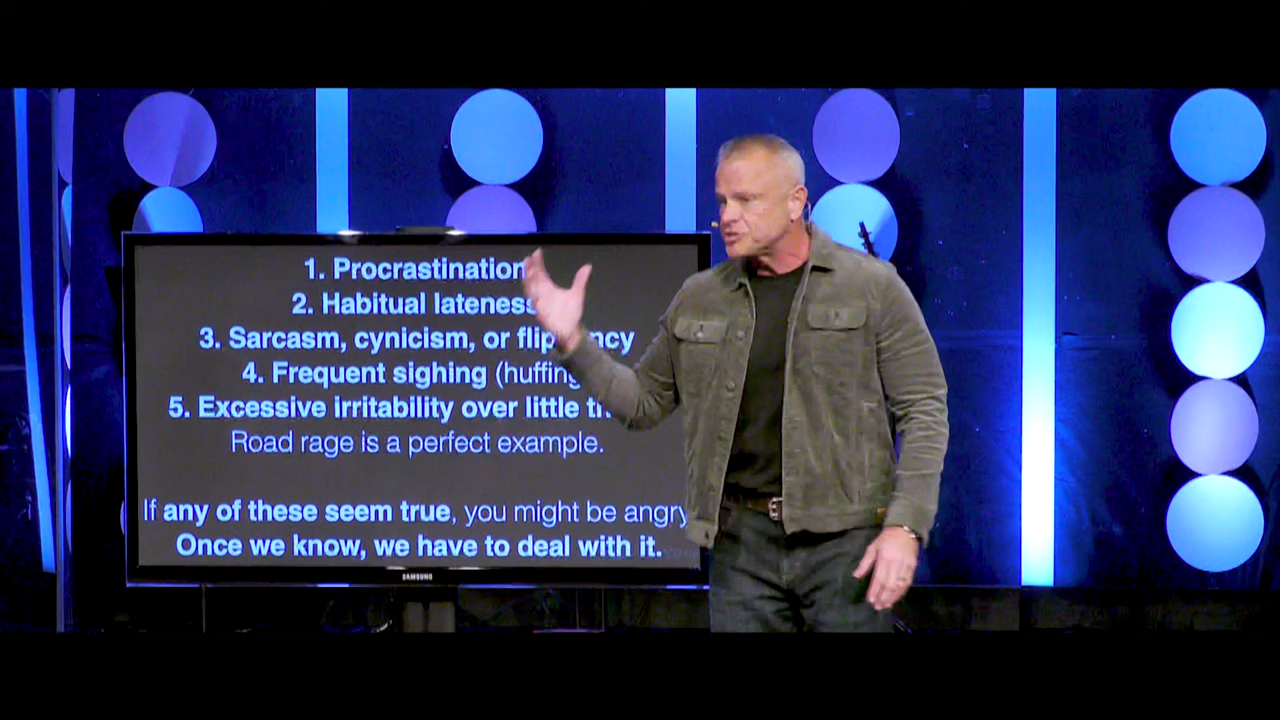 1. Procrastination
2. Habitual lateness
3. Sarcasm, cynicism, or flippancy
4. Frequent sighing (huffing
5. Excessive irritability over little
Road rage is a perfect example.
If any of these seem true, you might be angry
Once we know, we have to deal with it.
SAMSUNG